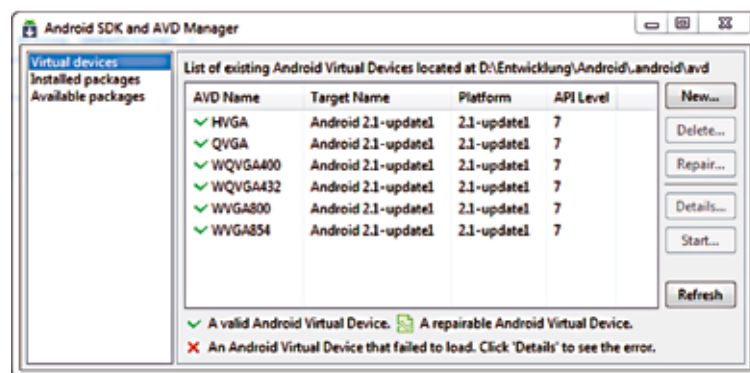 Android SDK and AVD Manager
Virtual devices
Installed packages
Available packages
List of existing Android Virtual Devices located at D:\Entwicklung\Android\.android\avd
AVD Name Target Name Platform API Level
HVGA Android 2.1-update1 2.1-update1 7
QVGA Android 2.1-update1 2.1-update1 7
WQVGA400 Android 2.1-update1 2.1-update1 7
WQVGA432 Android 2.1-update1 2.1-update1 7
WVGA800 Android 2.1-update1 2.1-update1 7
WVGA854 Android 2.1-update1 2.1-update1 7
New...
Delete...
Repair...
Details...
Start...
Refresh
A valid Android Virtual Device. A repairable Android Virtual Device.
An Android Virtual Device that failed to load. Click 'Details' to see the error.